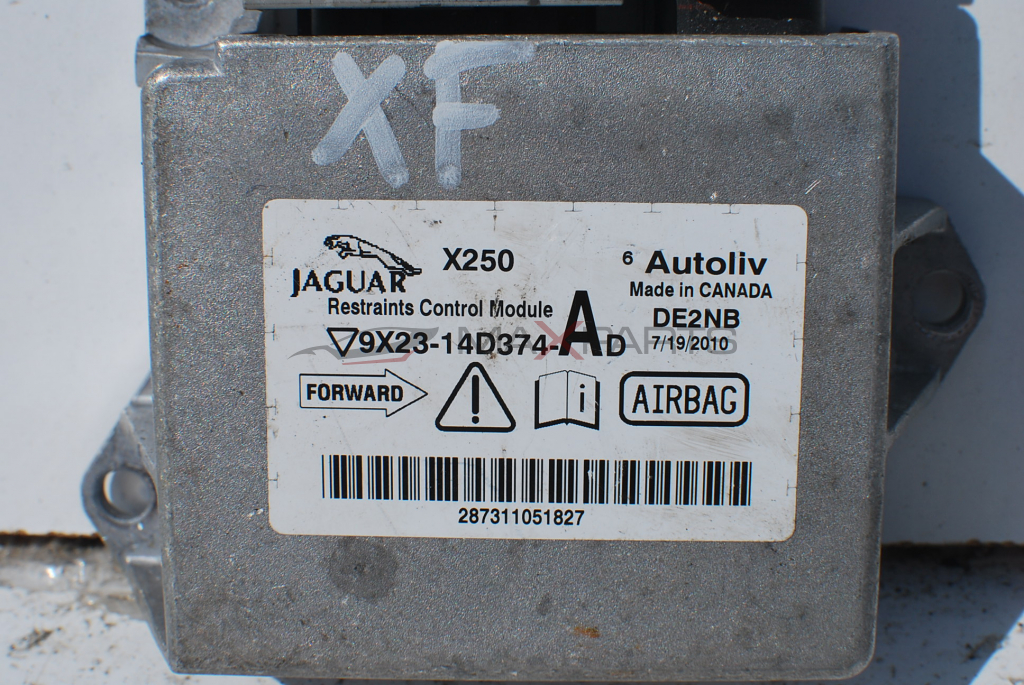 XF
JAGUAR
X250
6 Autoliv
Made in CANADA
Restraints Control Module
DE2NB
9X23-14D374-AD
7/19/2010
MAXPARTS
FORWARD
!
i
AIRBAG
287311051827